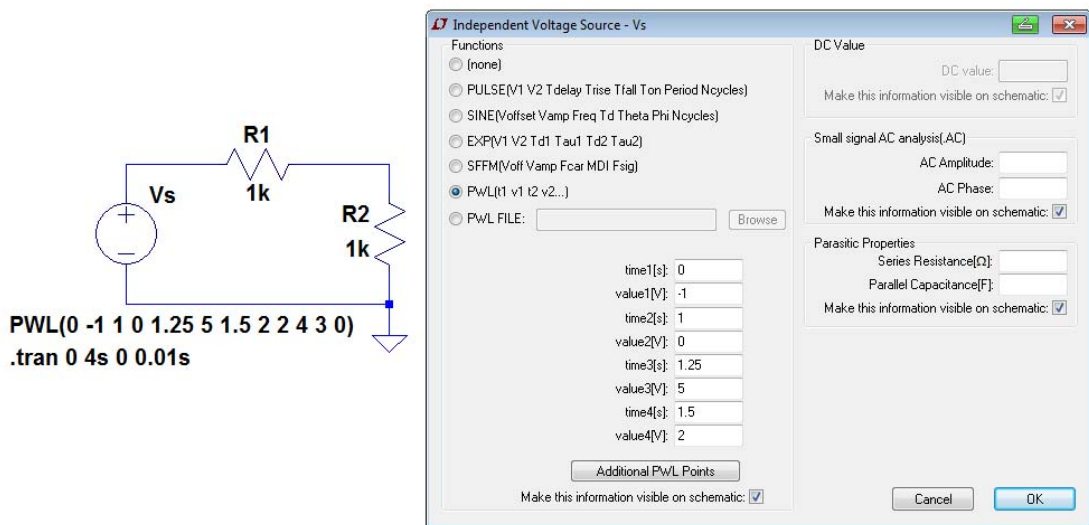 R1
1k
Vs
R2
1k
PWL(0 -1 1 0 1.25 5 1.5 2 2 4 3 0)
.tran 0 4s 0 0.01s
Independent Voltage Source - Vs
Functions
(none)
PULSE(V1 V2 Tdelay Trise Tfall Ton Period Ncycles)
SINE(Voffset Vamp Freq Td Theta Phi Ncycles)
EXP(V1 V2 Td1 Tau1 Td2 Tau2)
SFFM(Voff Vamp Fcar MDI Fsig)
PWL(t1 v1 t2 v2...)
PWL FILE: Browse
time1[s]: 0
value1[V]: -1
time2[s]: 1
value2[V]: 0
time3[s]: 1.25
value3[V]: 5
time4[s]: 1.5
value4[V]: 2
Additional PWL Points
Make this information visible on schematic:
DC Value
DC value:
Make this information visible on schematic:
Small signal AC analysis(.AC)
AC Amplitude:
AC Phase:
Make this information visible on schematic:
Parasitic Properties
Series Resistance[Ω]:
Parallel Capacitance[F]:
Make this information visible on schematic:
Cancel OK